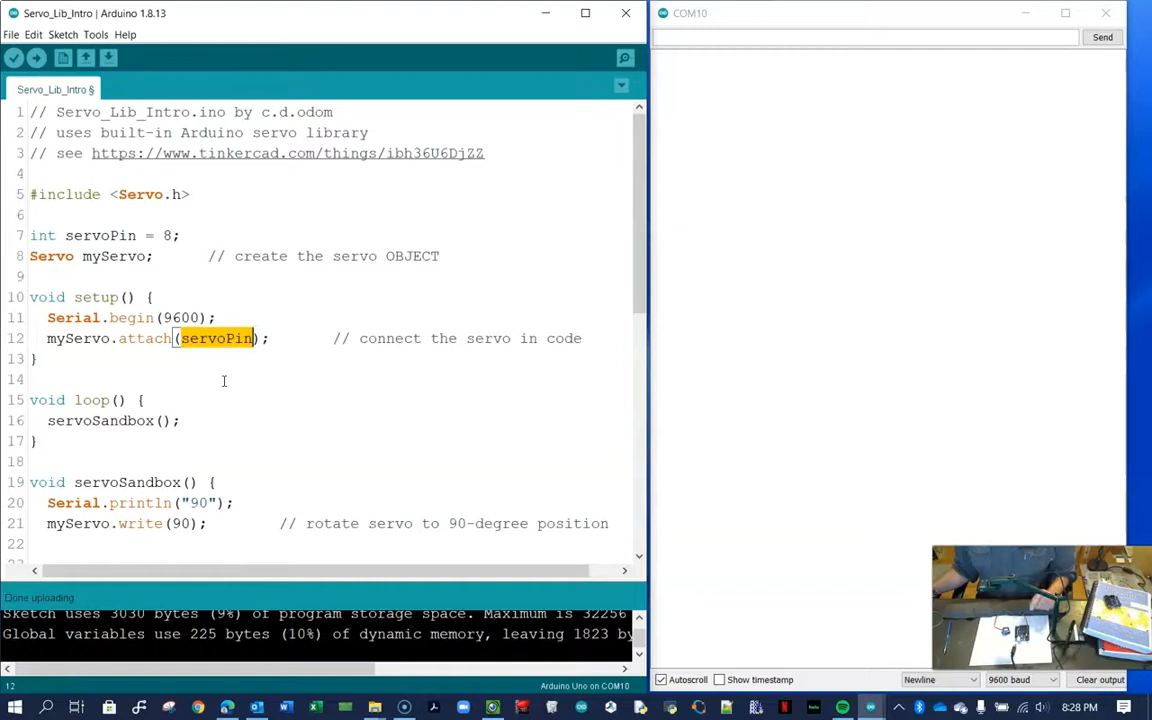 Servo_Lib_Intro | Arduino 1.8.13
File Edit Sketch Tools Help
Servo_Lib_Intro §
1 // Servo_Lib_Intro.ino by c.d.odom
2 // uses built-in Arduino servo library
3 // see https://www.tinkercad.com/things/ibh36U6DjZZ
4
5 #include <Servo.h>
6
7 int servoPin = 8;
8 Servo myServo; // create the servo OBJECT
9
10 void setup() {
11 Serial.begin(9600);
12 myServo.attach(servoPin); // connect the servo in code
13 }
14
15 void loop() {
16 servoSandbox();
17 }
18
19 void servoSandbox() {
20 Serial.println("90");
21 myServo.write(90); // rotate servo to 90-degree position
22
Done uploading.
Sketch uses 3030 bytes (9%) of program storage space. Maximum is 32256
Global variables use 225 bytes (10%) of dynamic memory, leaving 1823 by
12 Arduino Uno on COM10
COM10
Send
Autoscroll Show timestamp Newline 9600 baud Clear output
8:28 PM